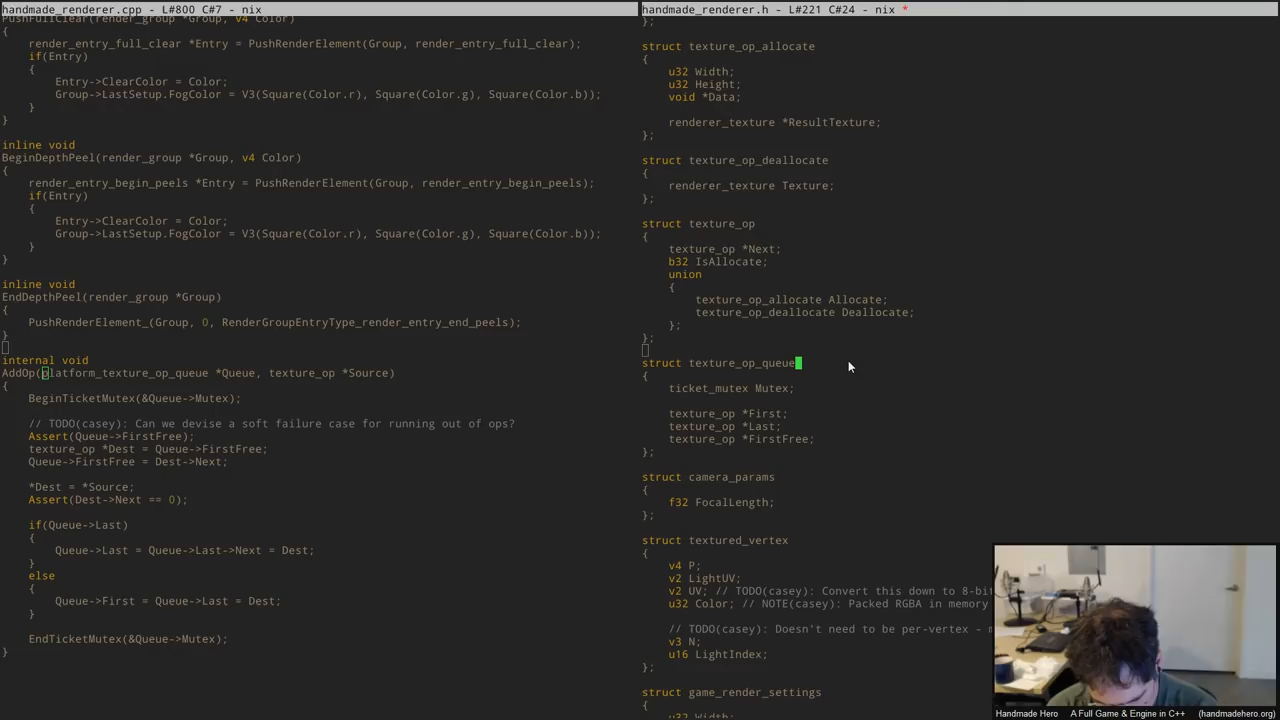 handmade_renderer.cpp - L#800 C#7 - nix
PushFullClear(render_group *Group, v4 Color)
{
    render_entry_full_clear *Entry = PushRenderElement(Group, render_entry_full_clear);
    if(Entry)
    {
        Entry->ClearColor = Color;
        Group->LastSetup.FogColor = V3(Square(Color.r), Square(Color.g), Square(Color.b));
    }
}
inline void
BeginDepthPeel(render_group *Group, v4 Color)
{
    render_entry_begin_peels *Entry = PushRenderElement(Group, render_entry_begin_peels);
    if(Entry)
    {
        Entry->ClearColor = Color;
        Group->LastSetup.FogColor = V3(Square(Color.r), Square(Color.g), Square(Color.b));
    }
}
inline void
EndDepthPeel(render_group *Group)
{
    PushRenderElement_(Group, 0, RenderGroupEntryType_render_entry_end_peels);
}
internal void
AddOp(platform_texture_op_queue *Queue, texture_op *Source)
{
    BeginTicketMutex(&Queue->Mutex);
    // TODO(casey): Can we devise a soft failure case for running out of ops?
    Assert(Queue->FirstFree);
    texture_op *Dest = Queue->FirstFree;
    Queue->FirstFree = Dest->Next;
    *Dest = *Source;
    Assert(Dest->Next == 0);
    if(Queue->Last)
    {
        Queue->Last = Queue->Last->Next = Dest;
    }
    else
    {
        Queue->First = Queue->Last = Dest;
    }
    EndTicketMutex(&Queue->Mutex);
}
handmade_renderer.h - L#221 C#24 - nix *
};
struct texture_op_allocate
{
    u32 Width;
    u32 Height;
    void *Data;
    renderer_texture *ResultTexture;
};
struct texture_op_deallocate
{
    renderer_texture Texture;
};
struct texture_op
{
    texture_op *Next;
    b32 IsAllocate;
    union
    {
        texture_op_allocate Allocate;
        texture_op_deallocate Deallocate;
    };
};
struct texture_op_queue
{
    ticket_mutex Mutex;
    texture_op *First;
    texture_op *Last;
    texture_op *FirstFree;
};
struct camera_params
{
    f32 FocalLength;
};
struct textured_vertex
{
    v4 P;
    v2 LightUV;
    v2 UV; // TODO(casey): Convert this down to 8-bit
    u32 Color; // NOTE(casey): Packed RGBA in memory
    // TODO(casey): Doesn't need to be per-vertex -
    v3 N;
    u16 LightIndex;
};
struct game_render_settings
{
    u32 Width;
Handmade Hero A Full Game & Engine in C++ (handmadehero.org)